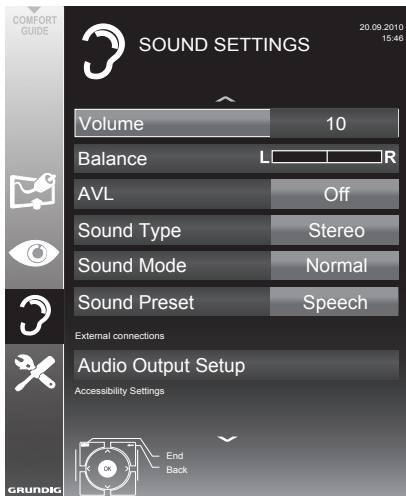 COMFORT
GUIDE
SOUND SETTINGS
20.09.2010
15:46
Volume 10
Balance L R
AVL Off
Sound Type Stereo
Sound Mode Normal
Sound Preset Speech
External connections
Audio Output Setup
Accessibility Settings
End
Back
OK
GRUNDIG